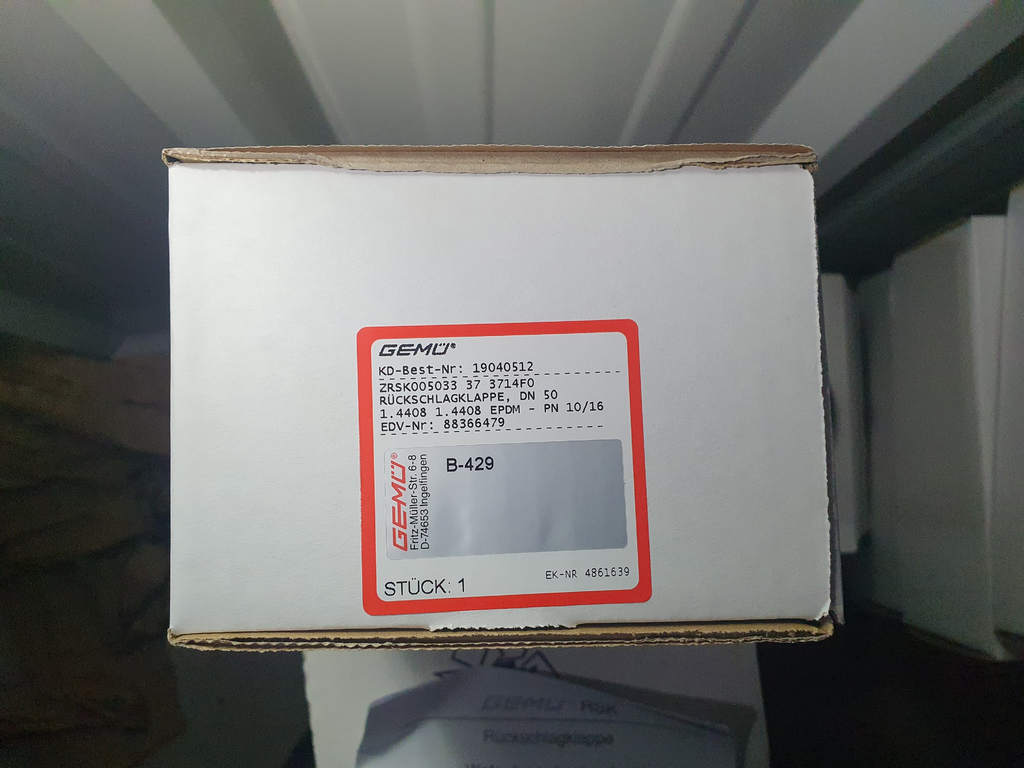 GEMÜ®
KD-Best-Nr: 19040512
ZRSK005033 37 3714F0
RÜCKSCHLAGKLAPPE, DN 50
1.4408 1.4408 EPDM - PN 10/16
EDV-Nr: 88366479
GEMÜ®
Fritz-Müller-Str. 6-8
D-74653 Ingelfingen
B-429
EK-NR 4861639
STÜCK: 1
GEMÜ® RSK
Rückschlagklappe